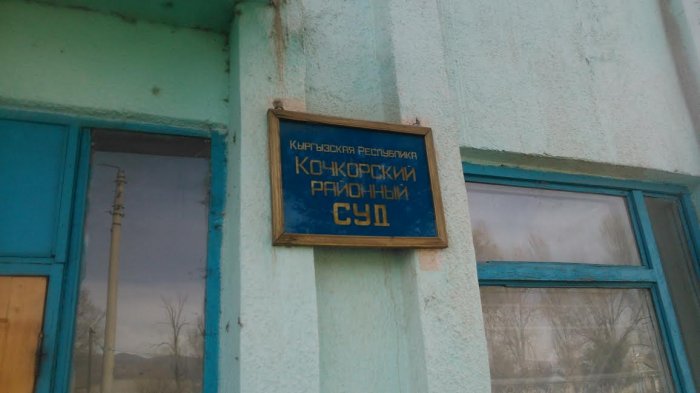 Кыргызская Республика
Кочкорский
районный
СУД